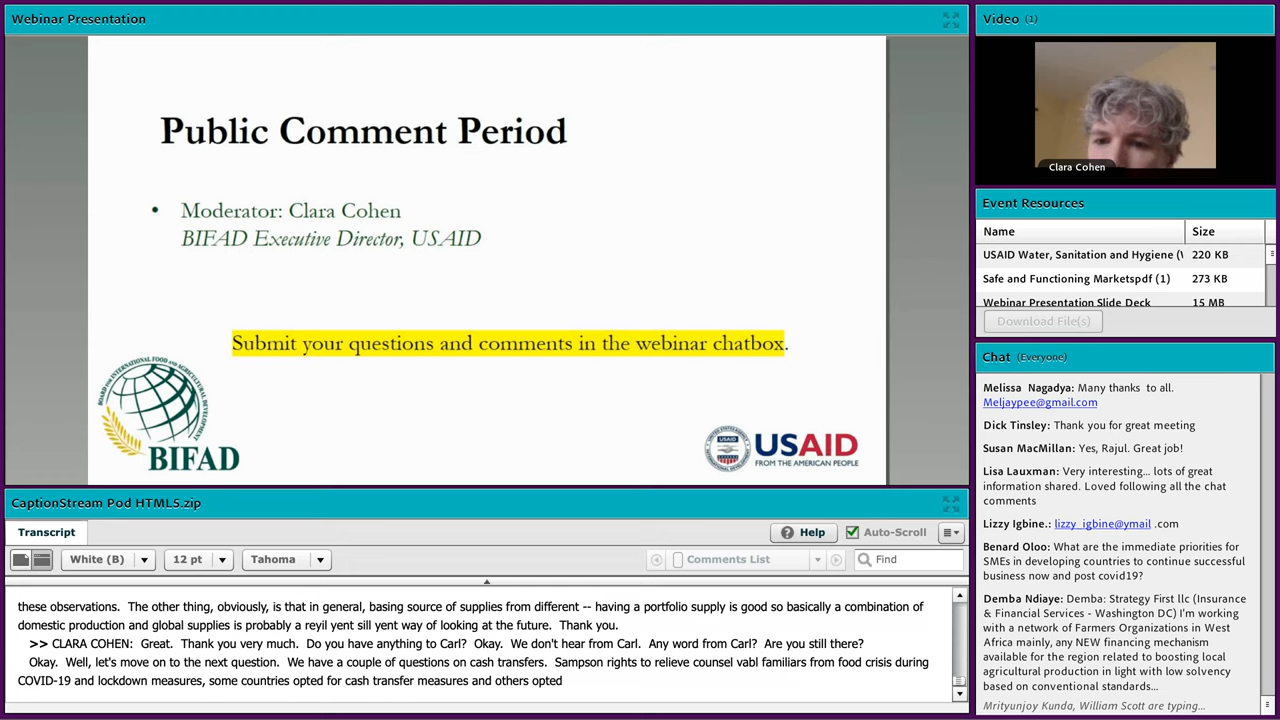 Webinar Presentation
Public Comment Period
• Moderator: Clara Cohen
BIFAD Executive Director, USAID
Submit your questions and comments in the webinar chatbox.
BOARD FOR INTERNATIONAL FOOD AND AGRICULTURAL DEVELOPMENT
BIFAD
USAID
USAID
FROM THE AMERICAN PEOPLE
CaptionStream Pod HTML5.zip
Transcript
Help
Auto-Scroll
White (B)
12 pt
Tahoma
Comments List
Find
these observations. The other thing, obviously, is that in general, basing source of supplies from different -- having a portfolio supply is good so basically a combination of
domestic production and global supplies is probably a reyil yent sill yent way of looking at the future. Thank you.
>> CLARA COHEN: Great. Thank you very much. Do you have anything to Carl? Okay. We don't hear from Carl. Any word from Carl? Are you still there?
Okay. Well, let's move on to the next question. We have a couple of questions on cash transfers. Sampson rights to relieve counsel vabl familiars from food crisis during
COVID-19 and lockdown measures, some countries opted for cash transfer measures and others opted
Video (1)
Clara Cohen
Event Resources
Name Size
USAID Water, Sanitation and Hygiene (\ 220 KB
Safe and Functioning Marketspdf (1) 273 KB
Webinar Presentation Slide Deck 15 MB
Download File(s)
Chat (Everyone)
Melissa Nagadya: Many thanks to all.
Meljaypee@gmail.com
Dick Tinsley: Thank you for great meeting
Susan MacMillan: Yes, Rajul. Great job!
Lisa Lauxman: Very interesting... lots of great
information shared. Loved following all the chat
comments
Lizzy Igbine.: lizzy_igbine@ymail .com
Benard Oloo: What are the immediate priorities for
SMEs in developing countries to continue successful
business now and post covid19?
Demba Ndiaye: Demba: Strategy First llc (Insurance
& Financial Services - Washington DC) I'm working
with a network of Farmers Organizations in West
Africa mainly, any NEW financing mechanism
available for the region related to boosting local
agricultural production in light with low solvency
based on conventional standards...
Mrityunjoy Kunda, William Scott are typing...